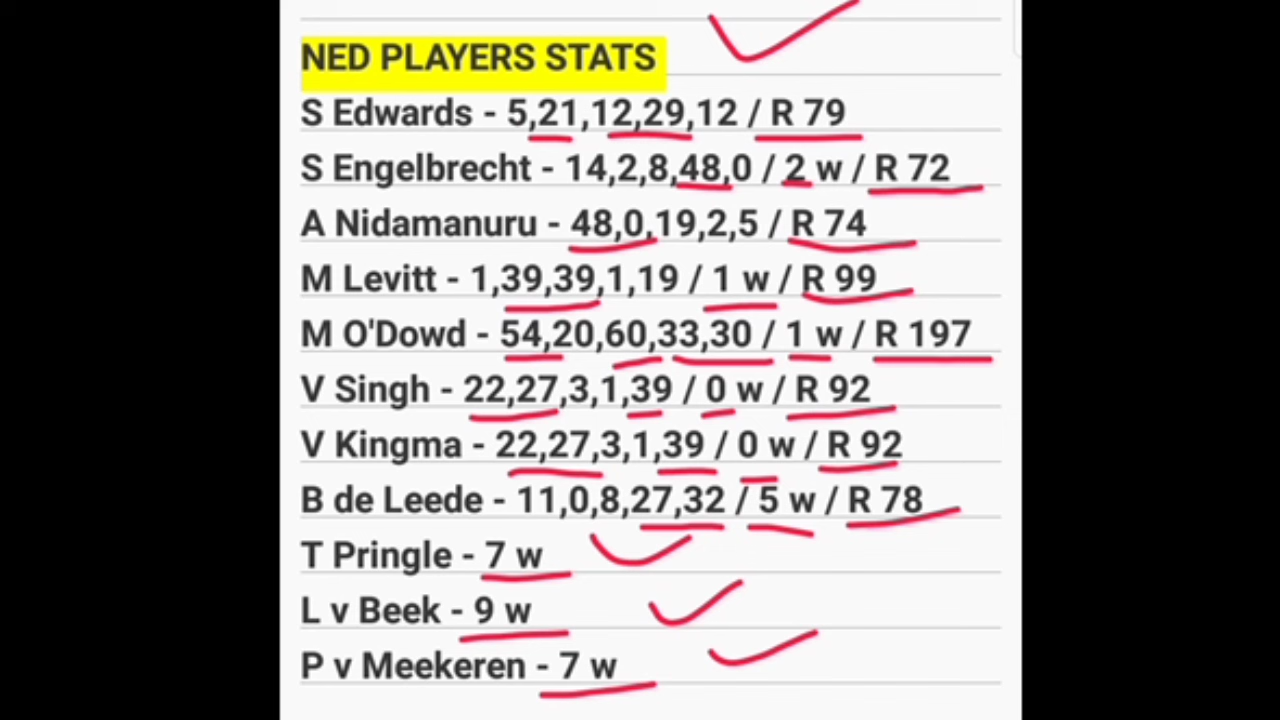 NED PLAYERS STATS
S Edwards - 5,21,12,29,12 / R 79
S Engelbrecht - 14,2,8,48,0 / 2 w / R 72
A Nidamanuru - 48,0,19,2,5 / R 74
M Levitt - 1,39,39,1,19 / 1 w / R 99
M O'Dowd - 54,20,60,33,30 / 1 w / R 197
V Singh - 22,27,3,1,39 / 0 w / R 92
V Kingma - 22,27,3,1,39 / 0 w / R 92
B de Leede - 11,0,8,27,32 / 5 w / R 78
T Pringle - 7 w
L v Beek - 9 w
P v Meekeren - 7 w